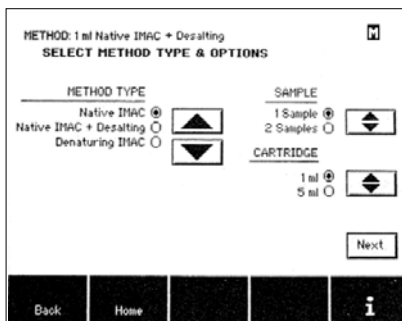 METHOD: 1 ml Native IMAC + Desalting
M
SELECT METHOD TYPE & OPTIONS
METHOD TYPE
Native IMAC
Native IMAC + Desalting
Denaturing IMAC
SAMPLE
1 Sample
2 Samples
CARTRIDGE
1 ml
5 ml
Next
Back
Home
i